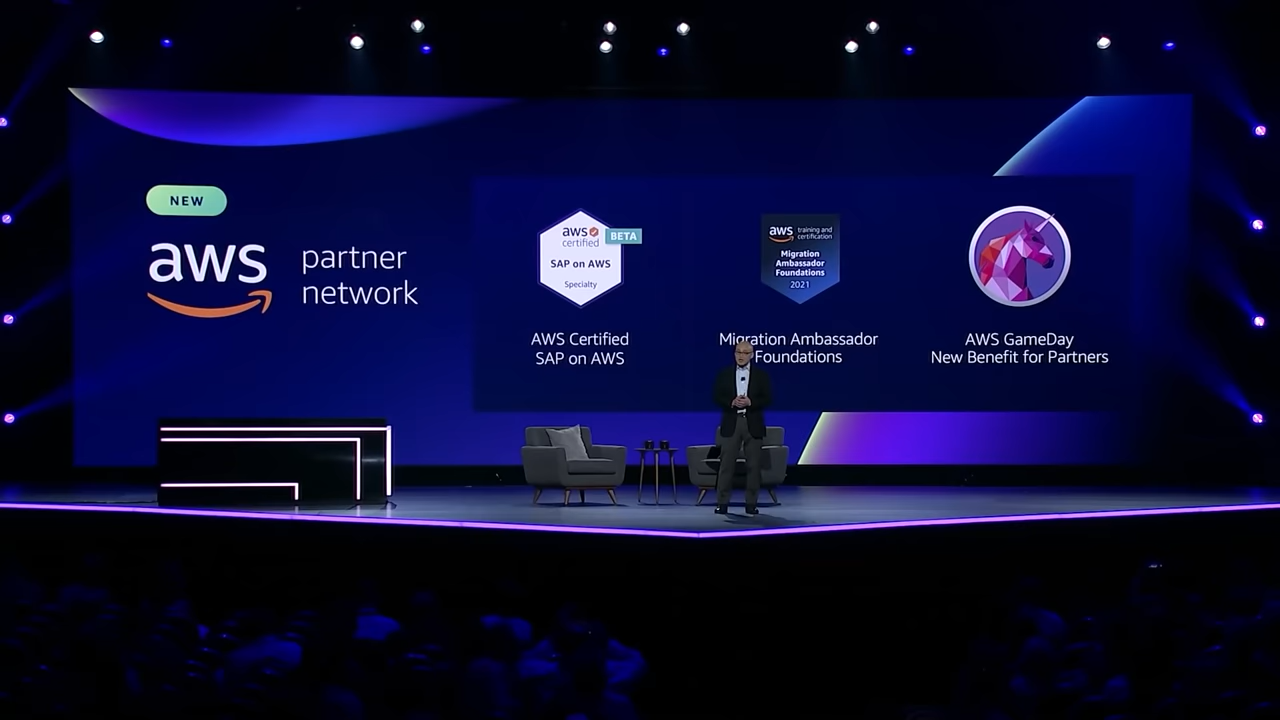 NEW
aws
partner
network
aws
certified
BETA
SAP on AWS
Specialty
AWS Certified
SAP on AWS
aws training and
certification
Migration
Ambassador
Foundations
2021
Migration Ambassador
Foundations
AWS GameDay
New Benefit for Partners